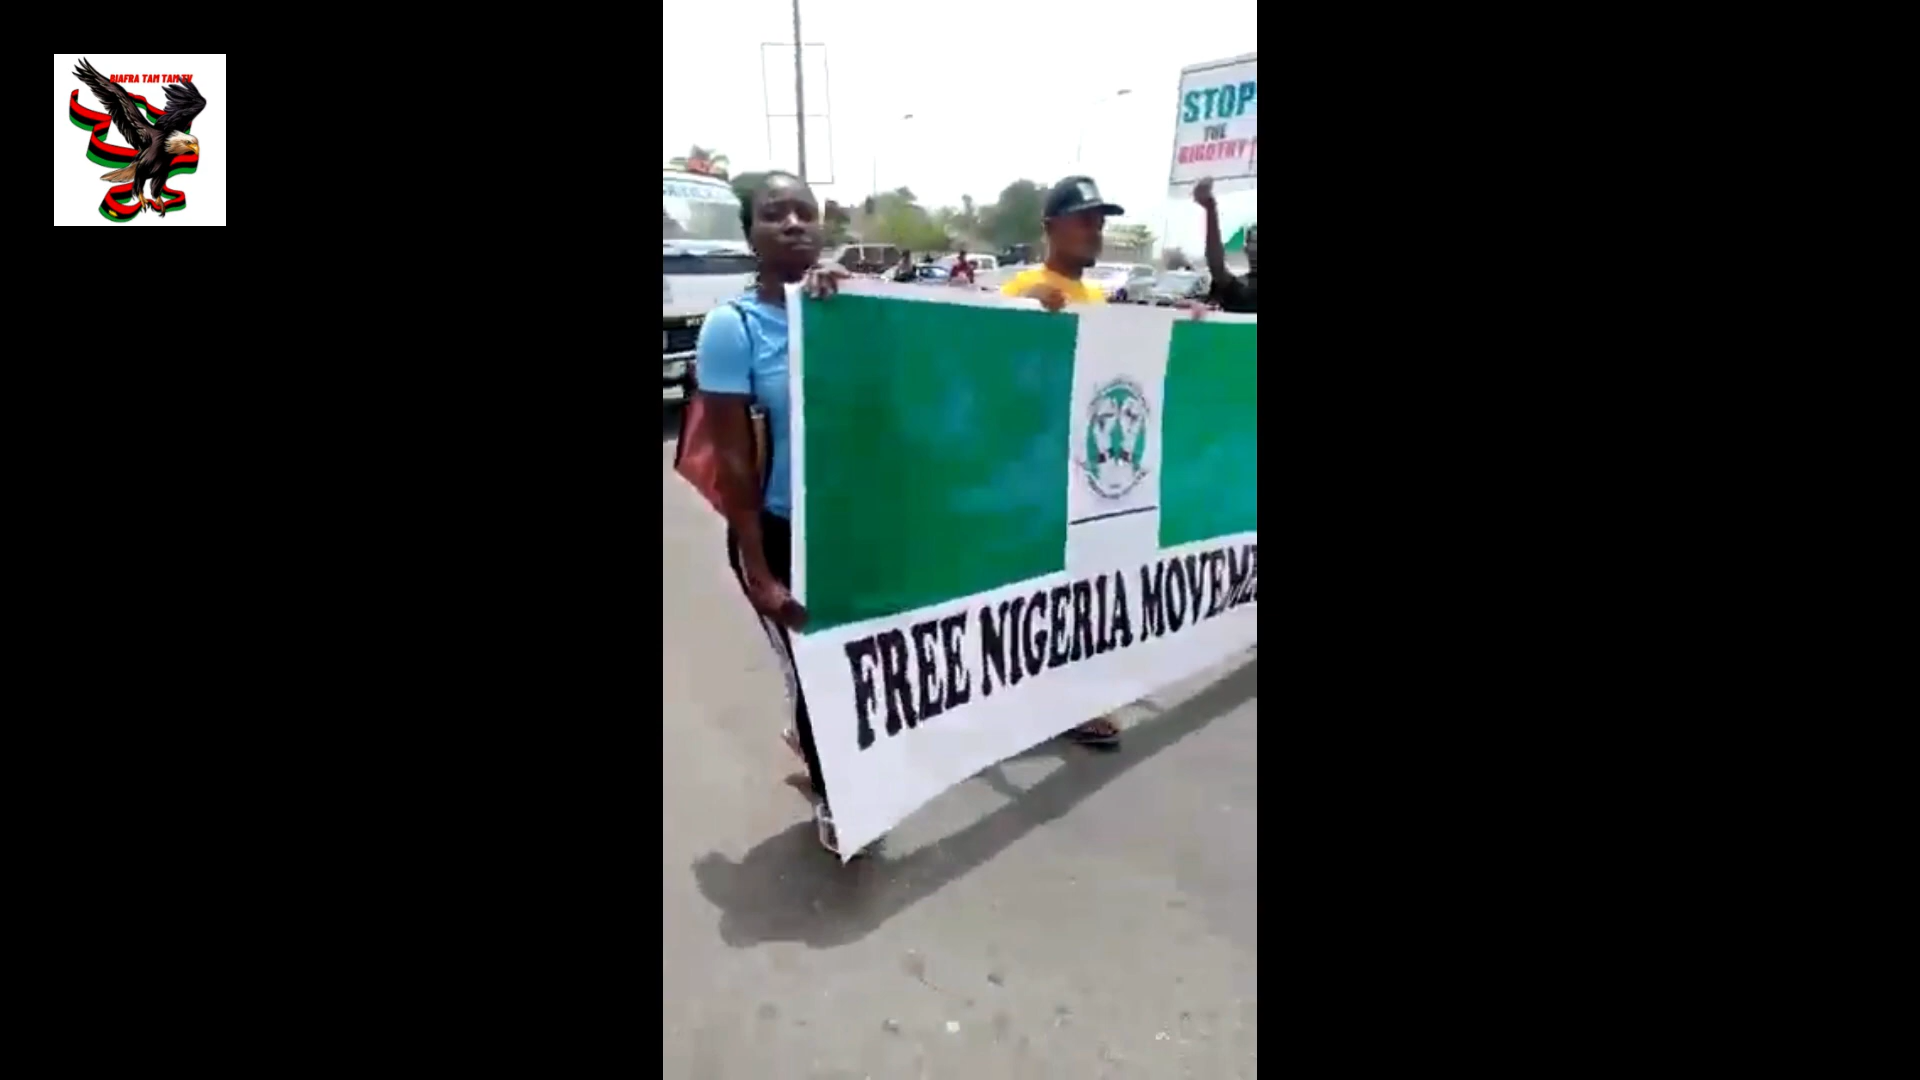 BIAFRA TAM TAM TV
STOP
THE
BIGOTRY
FREE NIGERIA MOVEME